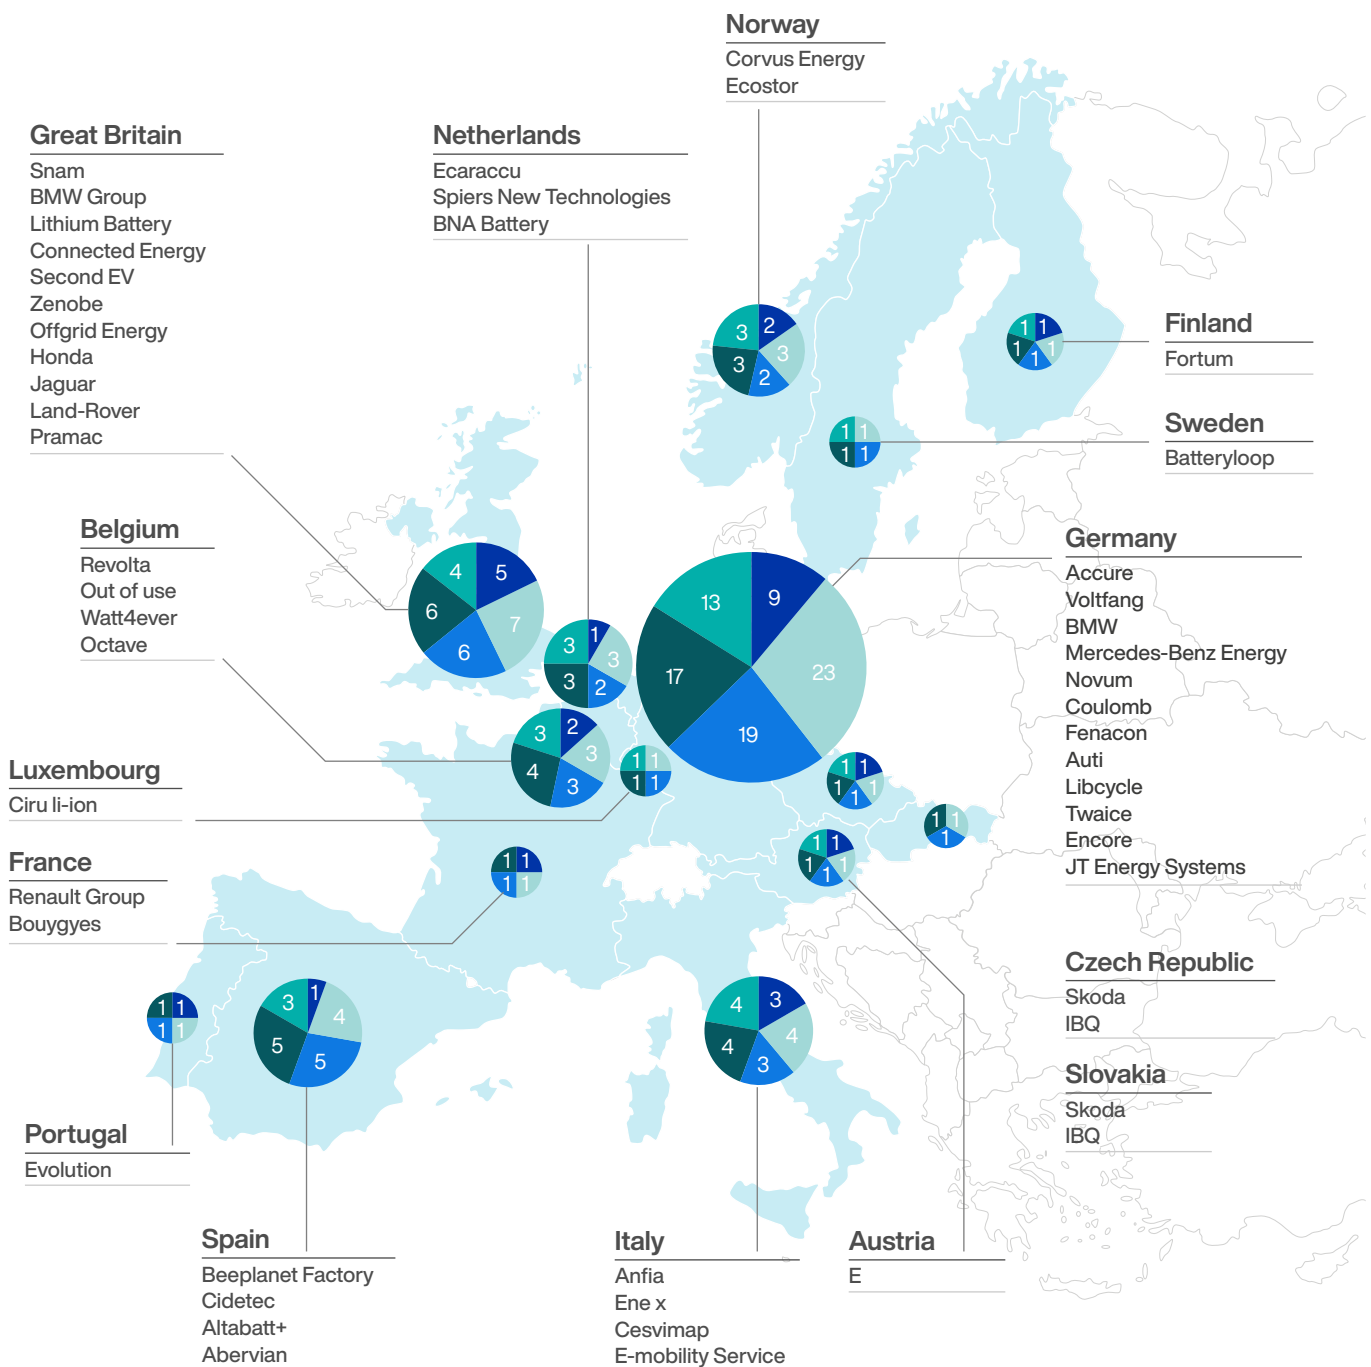 Norway
Corvus Energy
Ecostor
Great Britain
Snam
BMW Group
Lithium Battery
Connected Energy
Second EV
Zenobe
Offgrid Energy
Honda
Jaguar
Land-Rover
Pramac
Netherlands
Ecaraccu
Spiers New Technologies
BNA Battery
3 2
3
3 2
1 1
1 1
1
Finland
Fortum
1 1
1 1
Sweden
Batteryloop
Belgium
Revolta
Out of use
Watt4ever
Octave
4 5
6 7
6
3 1
3
3 2
13 9
17 23
19
Germany
Accure
Voltfang
BMW
Mercedes-Benz Energy
Novum
Coulomb
Fenacon
Auti
Libcycle
Twaice
Encore
JT Energy Systems
3 2
3
4 3
1 1
1 1
1 1
1 1
1
1 1
1
1 1
1 1
1
Luxembourg
Ciru li-ion
France
Renault Group
Bouygyes
1 1
1 1
1 1
1 1
3 1
4
5 5
4 3
4 4
3
Czech Republic
Skoda
IBQ
Slovakia
Skoda
IBQ
Portugal
Evolution
Spain
Beeplanet Factory
Cidetec
Altabatt+
Abervian
Italy
Anfia
Ene x
Cesvimap
E-mobility Service
Austria
E